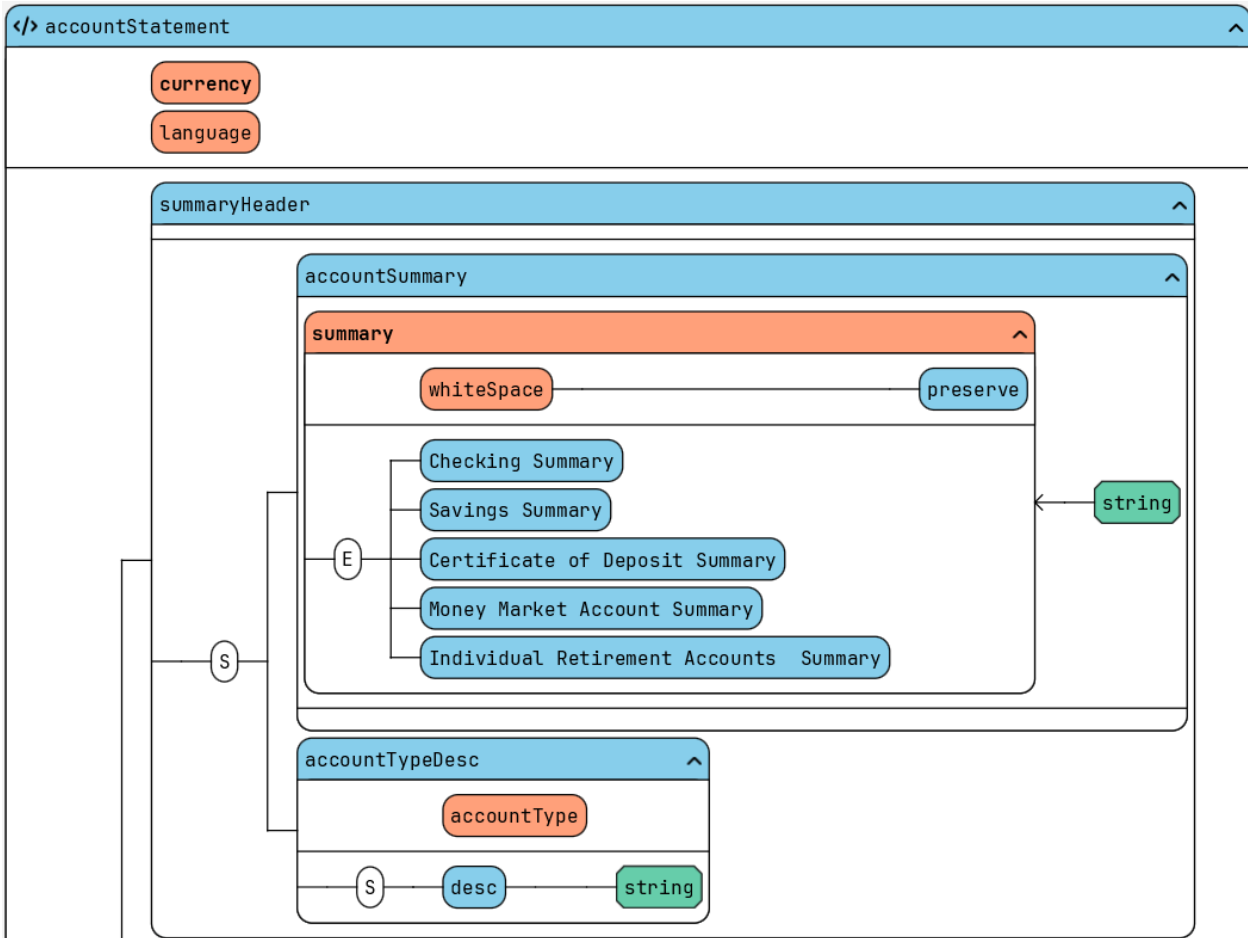 </> accountStatement
currency
language
summaryHeader
accountSummary
summary
whiteSpace preserve
Checking Summary
Savings Summary
string
E Certificate of Deposit Summary
Money Market Account Summary
S Individual Retirement Accounts  Summary
accountTypeDesc
accountType
S desc string